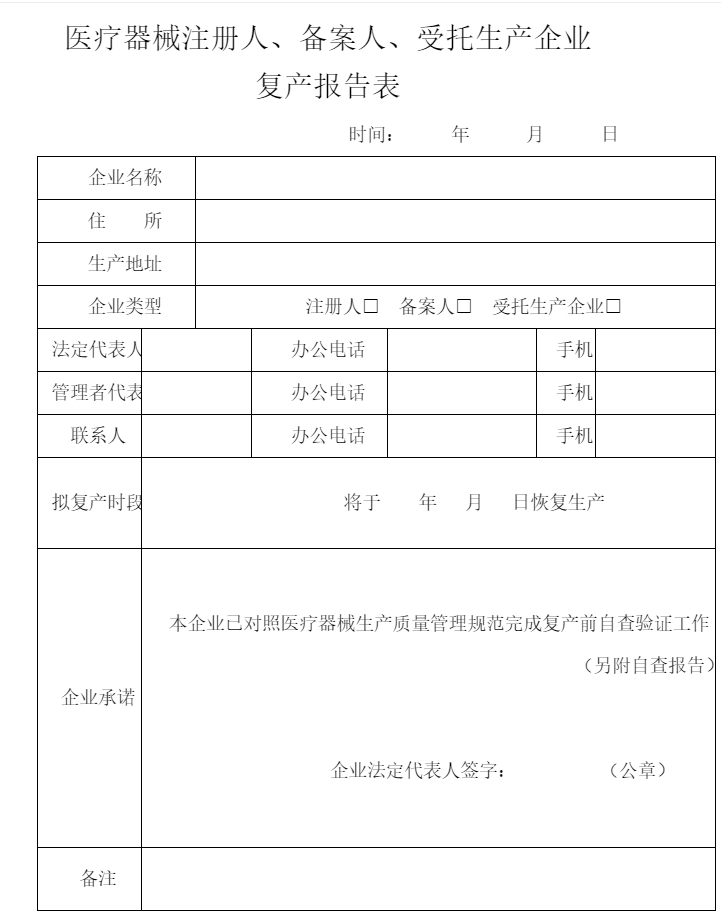 医疗器械注册人、备案人、受托生产企业
复产报告表
时间： 年 月 日
企业名称
住 所
生产地址
企业类型 注册人□ 备案人□ 受托生产企业□
法定代表人 办公电话 手机
管理者代表 办公电话 手机
联系人 办公电话 手机
拟复产时段 将于 年 月 日恢复生产
本企业已对照医疗器械生产质量管理规范完成复产前自查验证工作
（另附自查报告）
企业承诺
企业法定代表人签字： （公章）
备注